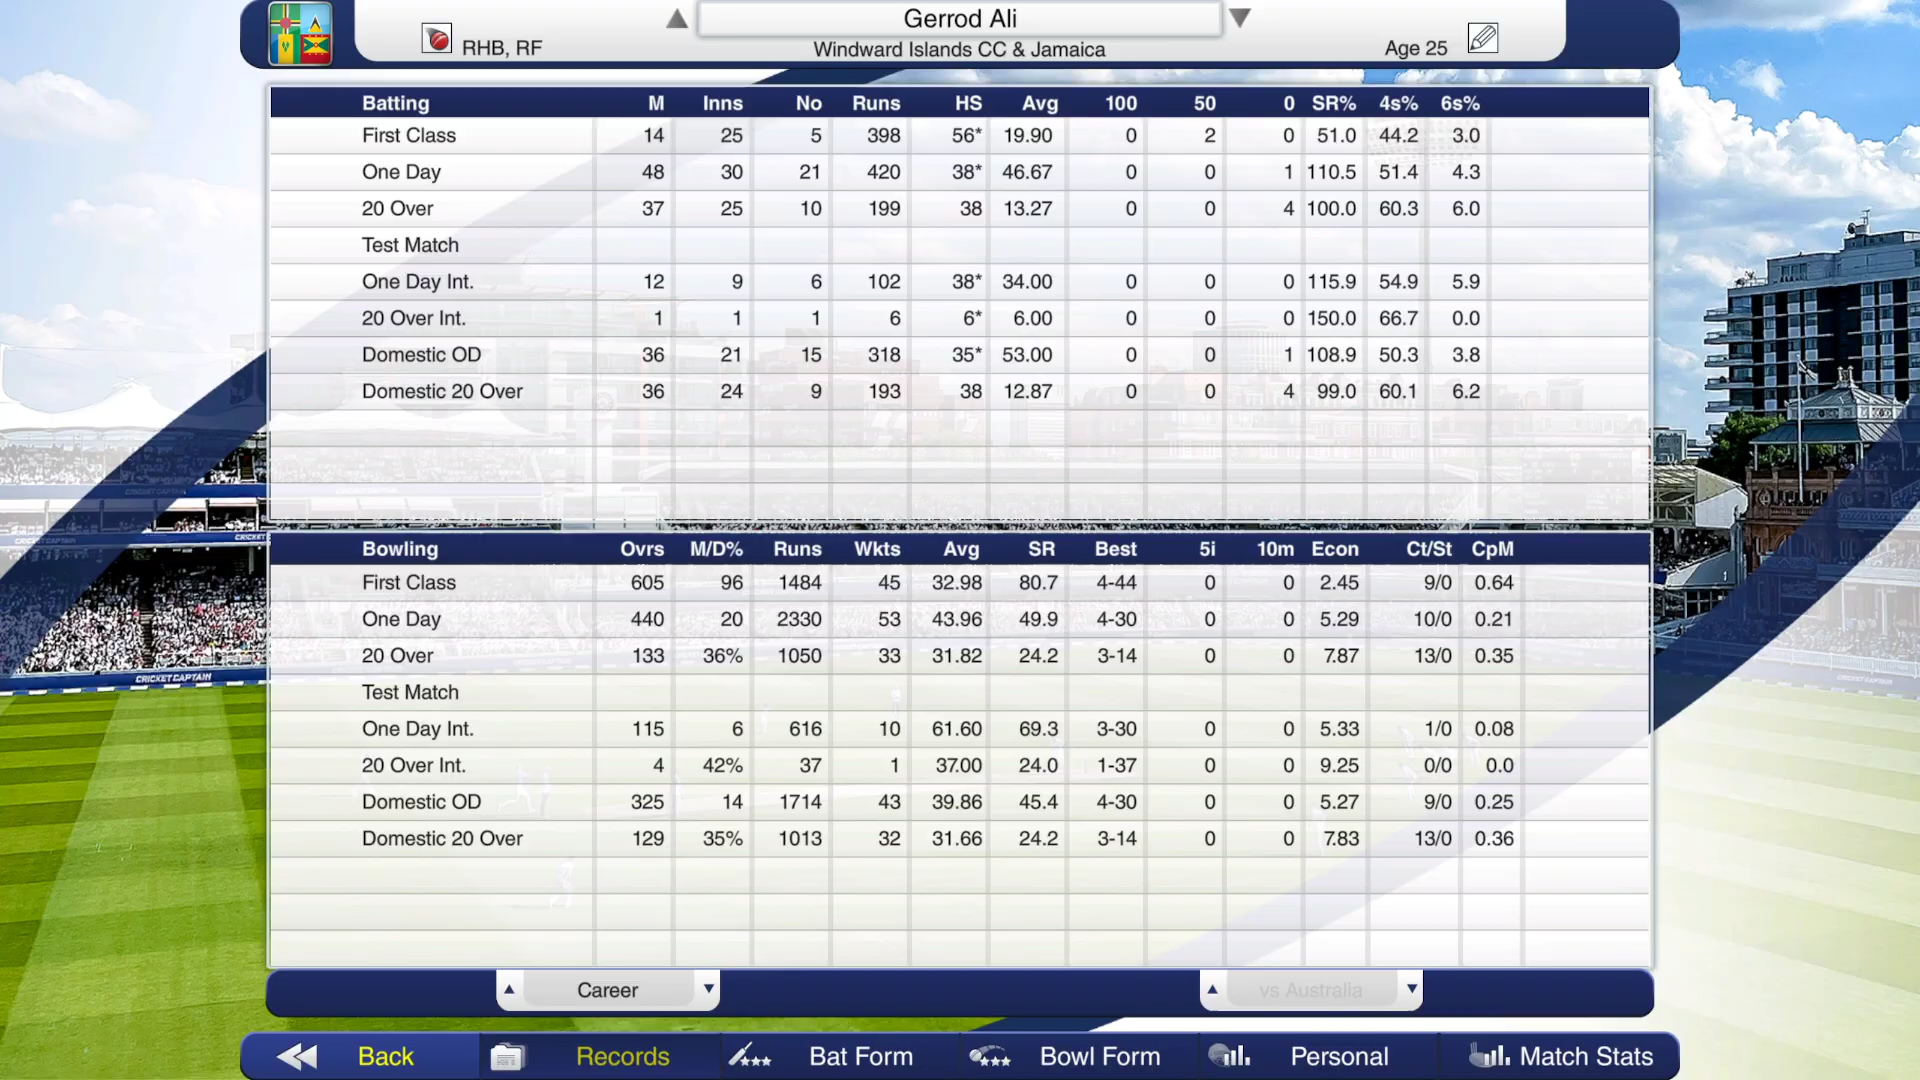 Gerrod Ali
RHB, RF
Windward Islands CC & Jamaica
Age 25
Batting M Inns No Runs HS Avg 100 50 0 SR% 4s% 6s%
First Class 14 25 5 398 56* 19.90 0 2 0 51.0 44.2 3.0
One Day 48 30 21 420 38* 46.67 0 0 1 110.5 51.4 4.3
20 Over 37 25 10 199 38 13.27 0 0 4 100.0 60.3 6.0
Test Match
One Day Int. 12 9 6 102 38* 34.00 0 0 0 115.9 54.9 5.9
20 Over Int. 1 1 1 6 6* 6.00 0 0 0 150.0 66.7 0.0
Domestic OD 36 21 15 318 35* 53.00 0 0 1 108.9 50.3 3.8
Domestic 20 Over 36 24 9 193 38 12.87 0 0 4 99.0 60.1 6.2
Bowling Ovrs M/D% Runs Wkts Avg SR Best 5i 10m Econ Ct/St CpM
First Class 605 96 1484 45 32.98 80.7 4-44 0 0 2.45 9/0 0.64
One Day 440 20 2330 53 43.96 49.9 4-30 0 0 5.29 10/0 0.21
20 Over 133 36% 1050 33 31.82 24.2 3-14 0 0 7.87 13/0 0.35
Test Match
One Day Int. 115 6 616 10 61.60 69.3 3-30 0 0 5.33 1/0 0.08
20 Over Int. 4 42% 37 1 37.00 24.0 1-37 0 0 9.25 0/0 0.0
Domestic OD 325 14 1714 43 39.86 45.4 4-30 0 0 5.27 9/0 0.25
Domestic 20 Over 129 35% 1013 32 31.66 24.2 3-14 0 0 7.83 13/0 0.36
CRICKET CAPTAIN
Career vs Australia
Back Records Bat Form Bowl Form Personal Match Stats